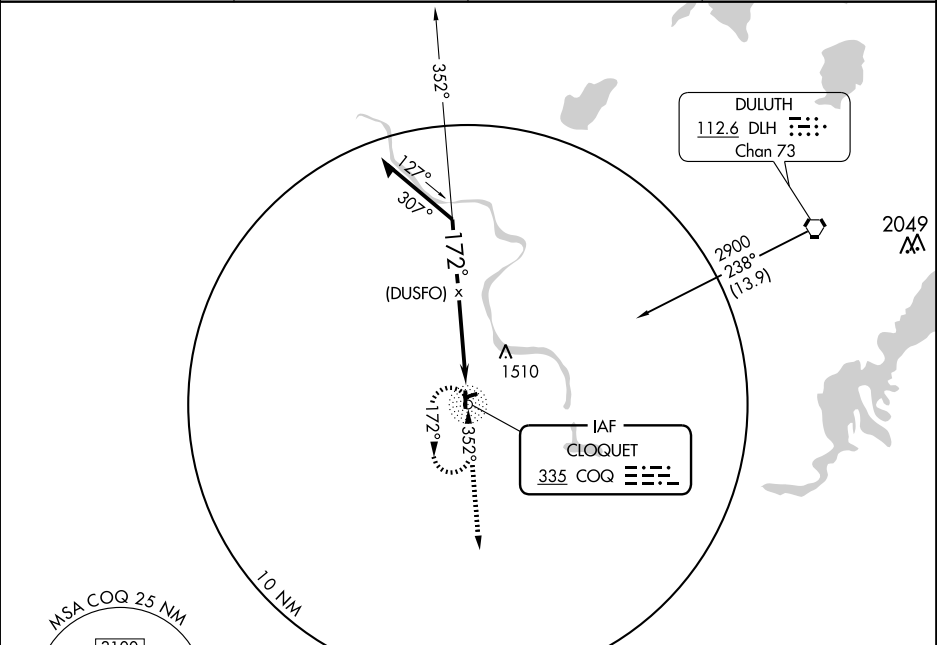 352°
DULUTH
112.6 DLH
Chan 73
127°
307°
2049
172°
2900
238°
(13.9)
(DUSFO) x
1510
172°
352°
IAF
CLOQUET
335 COQ
10 NM
MSA COQ 25 NM